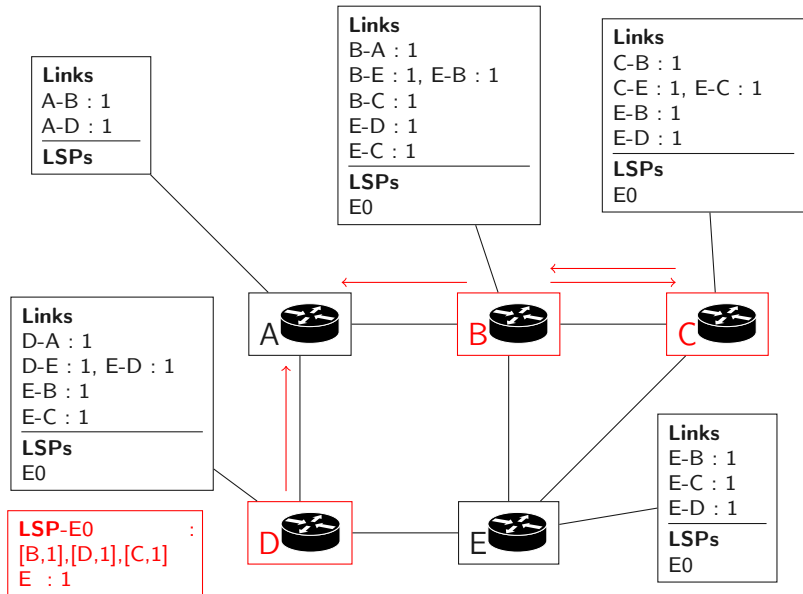 Links
A-B : 1
A-D : 1
LSPs
Links
B-A : 1
B-E : 1, E-B : 1
B-C : 1
E-D : 1
E-C : 1
LSPs
E0
Links
C-B : 1
C-E : 1, E-C : 1
E-B : 1
E-D : 1
LSPs
E0
A
B
C
Links
D-A : 1
D-E : 1, E-D : 1
E-B : 1
E-C : 1
LSPs
E0
Links
E-B : 1
E-C : 1
E-D : 1
LSPs
E0
D
E
LSP-E0 :
[B,1],[D,1],[C,1]
E : 1